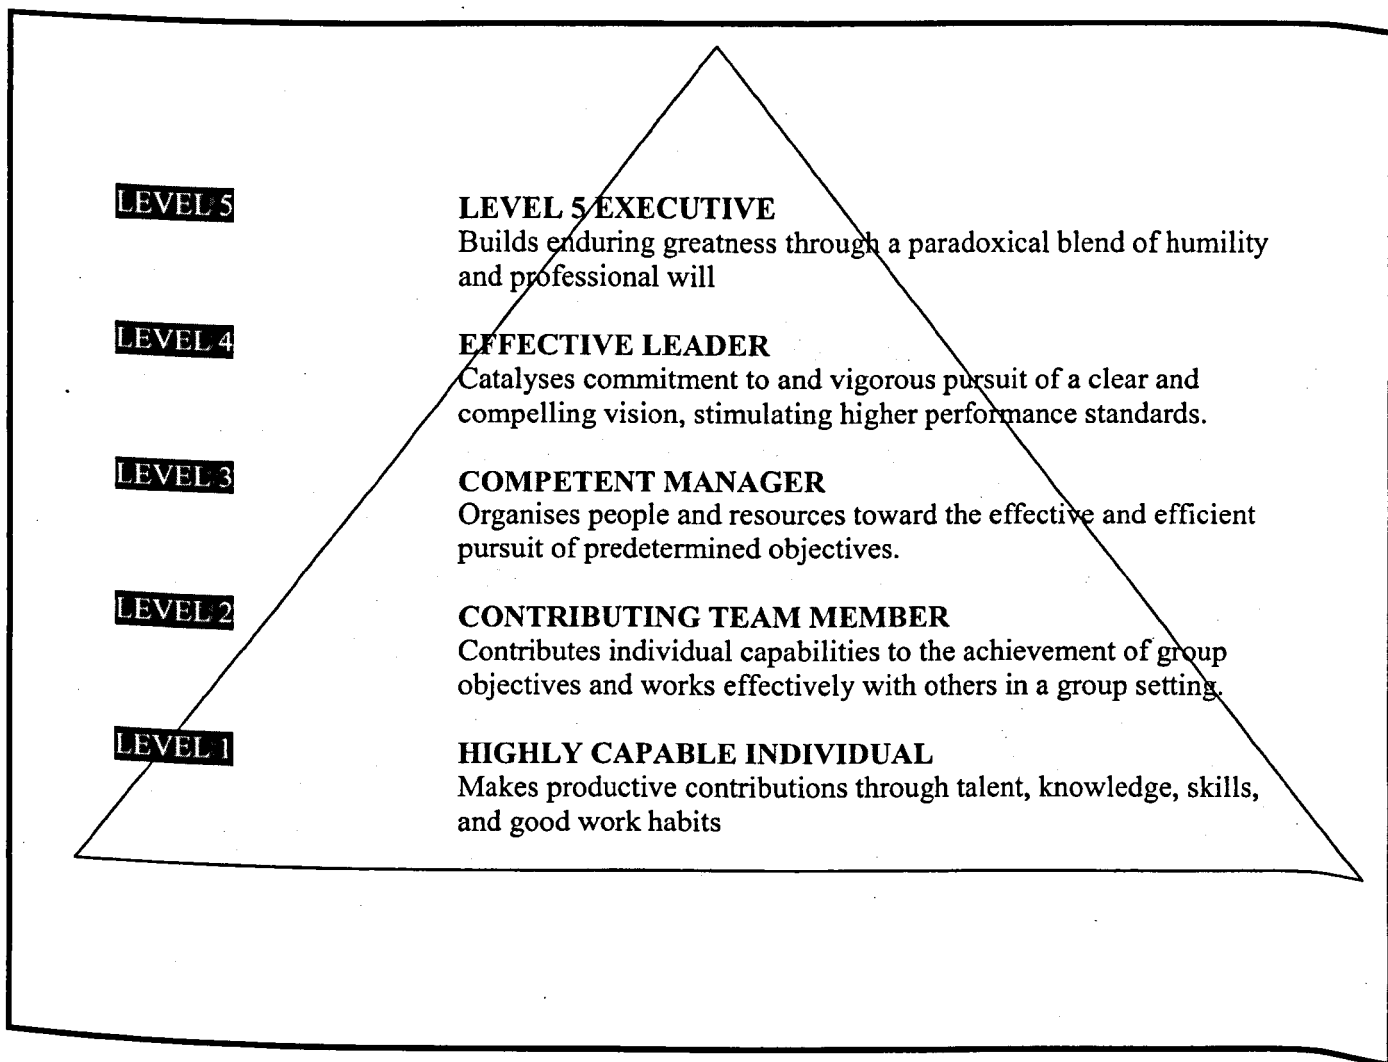 LEVEL 5
LEVEL 5 EXECUTIVE
Builds enduring greatness through a paradoxical blend of humility
and professional will
LEVEL 4
EFFECTIVE LEADER
Catalyses commitment to and vigorous pursuit of a clear and
compelling vision, stimulating higher performance standards.
LEVEL 3
COMPETENT MANAGER
Organises people and resources toward the effective and efficient
pursuit of predetermined objectives.
LEVEL 2
CONTRIBUTING TEAM MEMBER
Contributes individual capabilities to the achievement of group
objectives and works effectively with others in a group setting.
LEVEL 1
HIGHLY CAPABLE INDIVIDUAL
Makes productive contributions through talent, knowledge, skills,
and good work habits